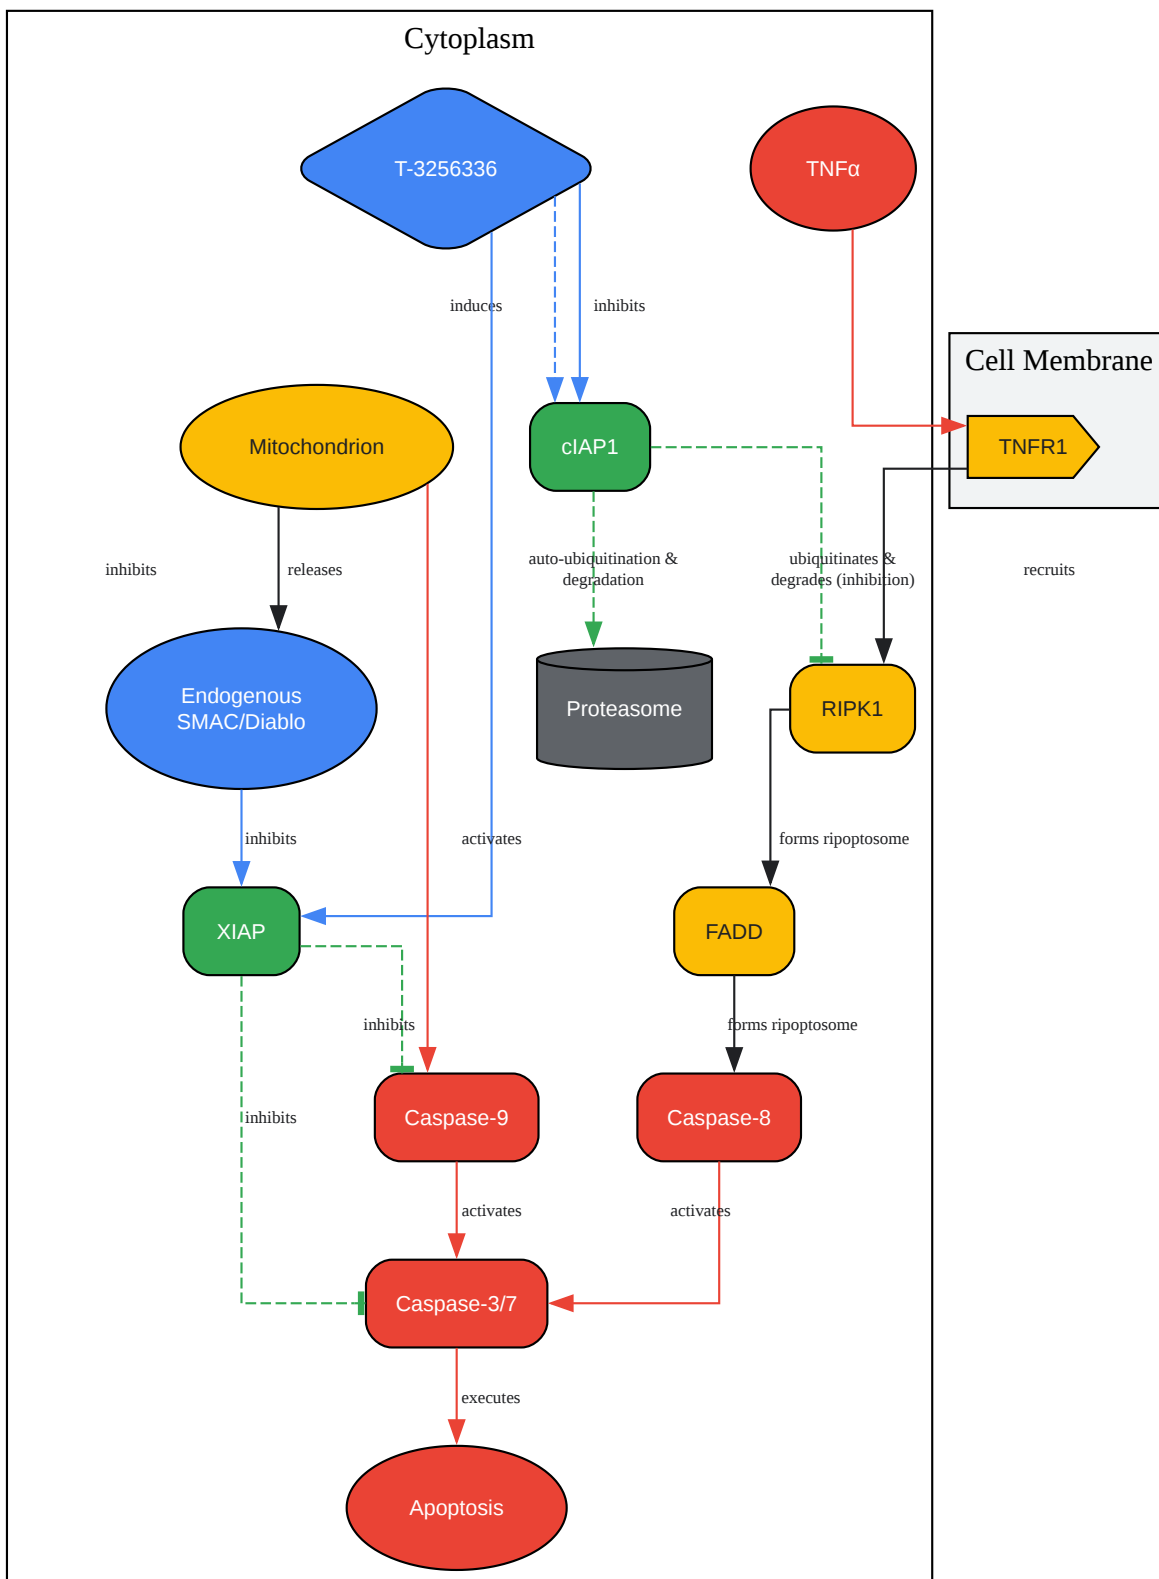 Cytoplasm
T-3256336
TNFα
induces
inhibits
Cell Membrane
Mitochondrion
cIAP1
TNFR1
inhibits
releases
auto-ubiquitination &
degradation
ubiquitinates &
degrades (inhibition)
recruits
Endogenous
SMAC/Diablo
Proteasome
RIPK1
inhibits
activates
forms ripoptosome
XIAP
FADD
inhibits
forms ripoptosome
inhibits
Caspase-9
Caspase-8
activates
activates
Caspase-3/7
executes
Apoptosis